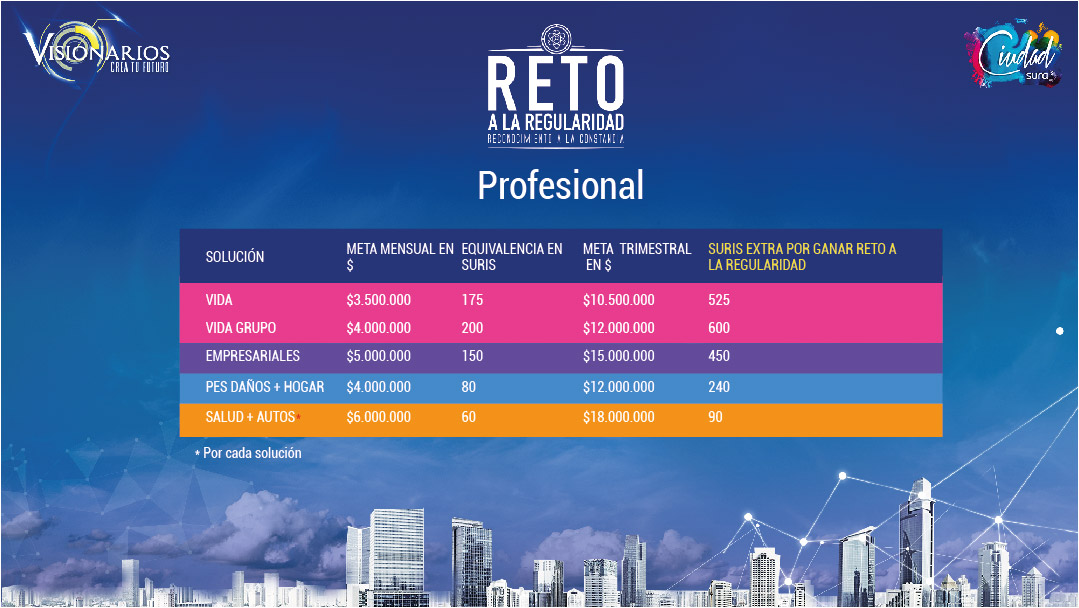 VISIÓNARIOS
CREA TU FUTURO
RETO
A LA REGULARIDAD
RECONOCIMIENTO A LA CONSTANCIA
Ciudad
sura
Profesional
SOLUCIÓN META MENSUAL EN $ EQUIVALENCIA EN SURIS META TRIMESTRAL EN $ SURIS EXTRA POR GANAR RETO A LA REGULARIDAD
VIDA $3.500.000 175 $10.500.000 525
VIDA GRUPO $4.000.000 200 $12.000.000 600
EMPRESARIALES $5.000.000 150 $15.000.000 450
PES DAÑOS + HOGAR $4.000.000 80 $12.000.000 240
SALUD + AUTOS* $6.000.000 60 $18.000.000 90
* Por cada solución